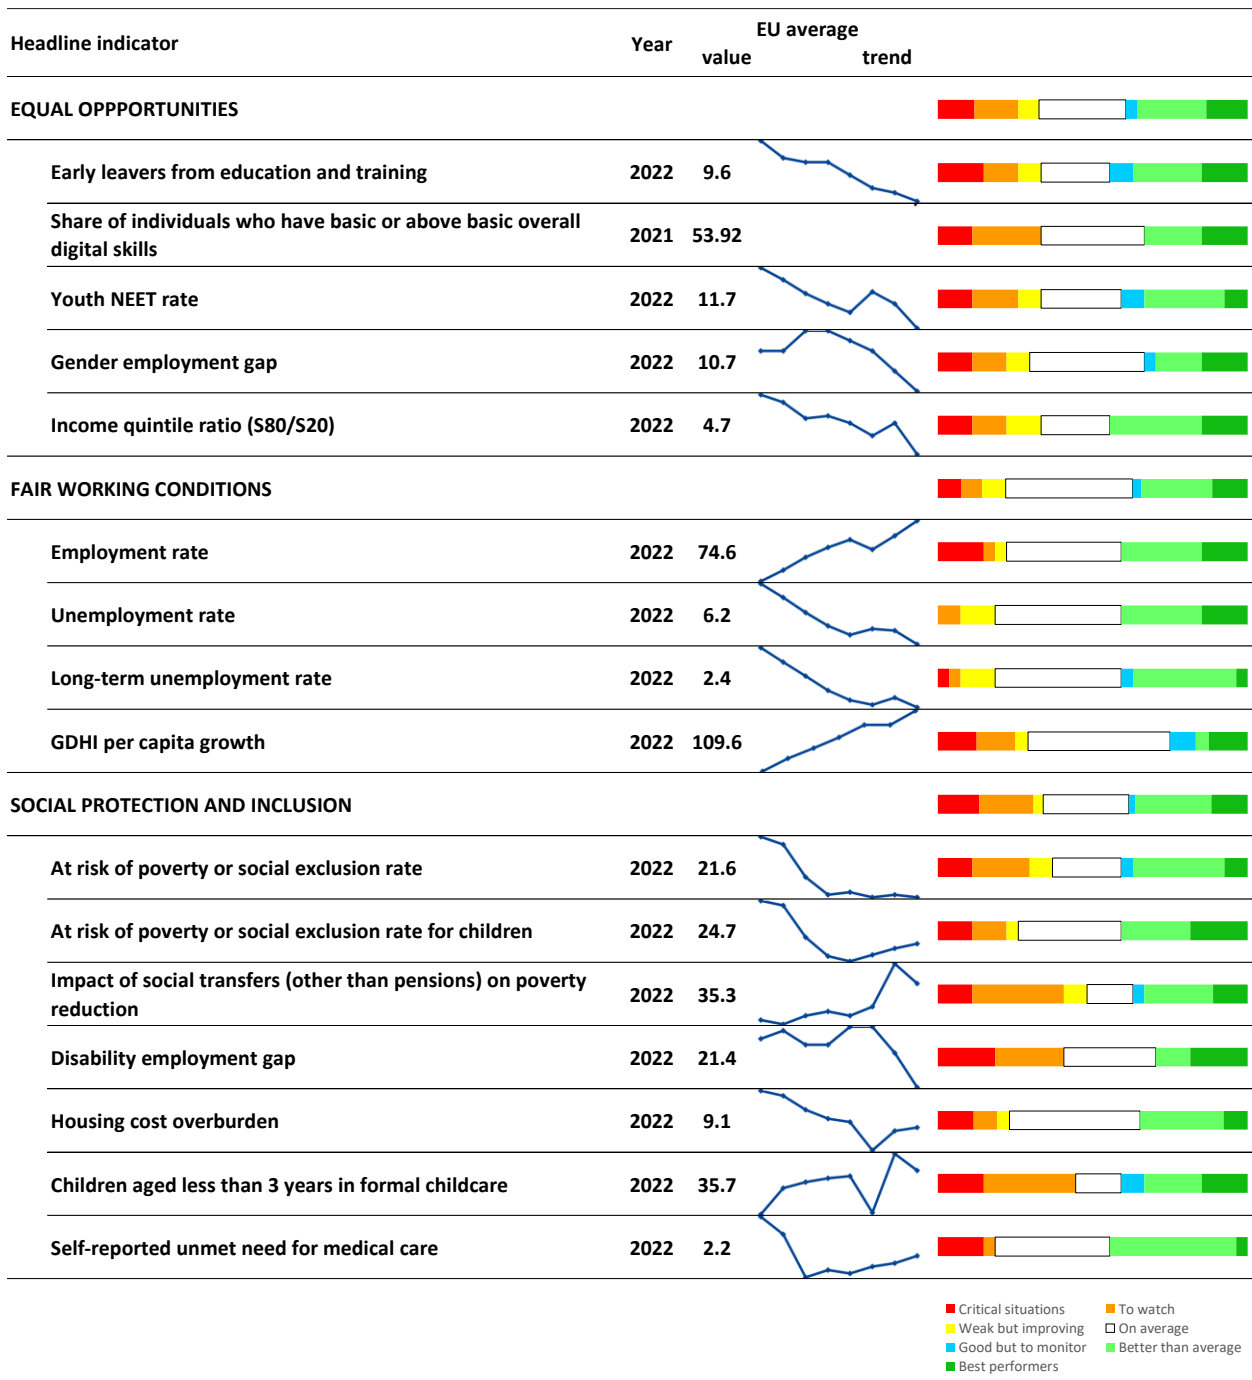 Headline indicator Year EU average
value trend
EQUAL OPPPORTUNITIES
Early leavers from education and training 2022 9.6
Share of individuals who have basic or above basic overall
digital skills 2021 53.92
Youth NEET rate 2022 11.7
Gender employment gap 2022 10.7
Income quintile ratio (S80/S20) 2022 4.7
FAIR WORKING CONDITIONS
Employment rate 2022 74.6
Unemployment rate 2022 6.2
Long-term unemployment rate 2022 2.4
GDHI per capita growth 2022 109.6
SOCIAL PROTECTION AND INCLUSION
At risk of poverty or social exclusion rate 2022 21.6
At risk of poverty or social exclusion rate for children 2022 24.7
Impact of social transfers (other than pensions) on poverty
reduction 2022 35.3
Disability employment gap 2022 21.4
Housing cost overburden 2022 9.1
Children aged less than 3 years in formal childcare 2022 35.7
Self-reported unmet need for medical care 2022 2.2
Critical situations To watch
Weak but improving On average
Good but to monitor Better than average
Best performers